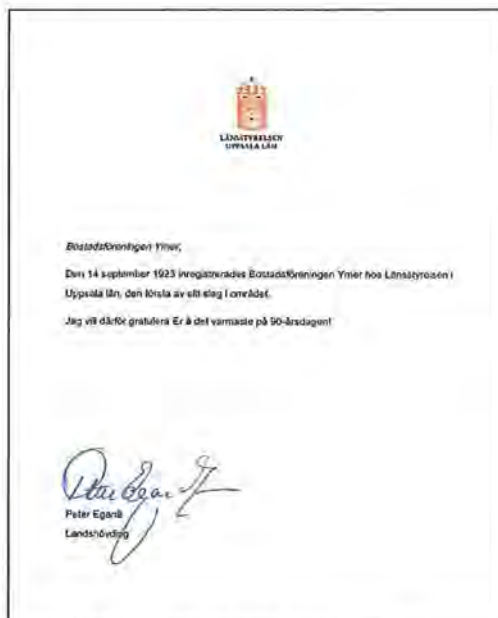 LÄNSSTYRELSEN
UPPSALA LÄN
Bostadsföreningen Ymer,
Den 14 september 1923 inregistrerades Bostadsföreningen Ymer hos Länsstyrelsen i
Uppsala län, den första av sitt slag i området.
Jag vill därför gratulera Er å det varmaste på 90-årsdagen!
Peter Egardt
Landshövding